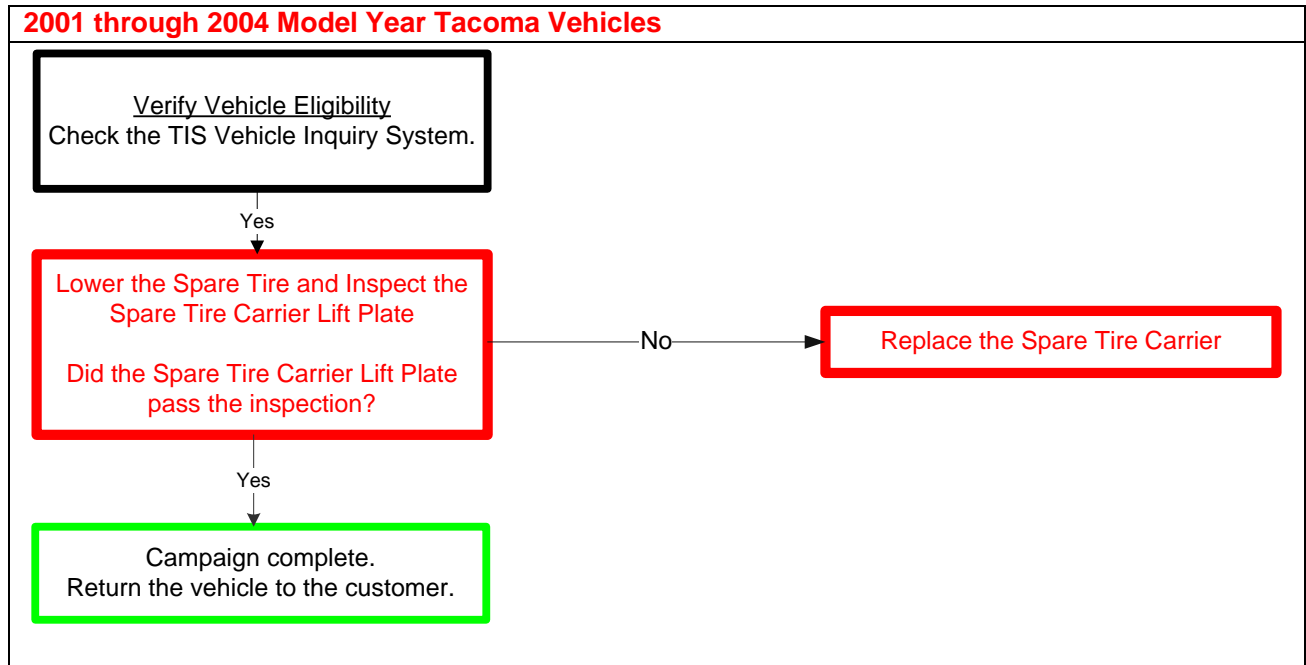 2001 through 2004 Model Year Tacoma Vehicles
Verify Vehicle Eligibility
Check the TIS Vehicle Inquiry System.
Yes
Lower the Spare Tire and Inspect the
Spare Tire Carrier Lift Plate
Did the Spare Tire Carrier Lift Plate
pass the inspection?
No
Replace the Spare Tire Carrier
Yes
Campaign complete.
Return the vehicle to the customer.